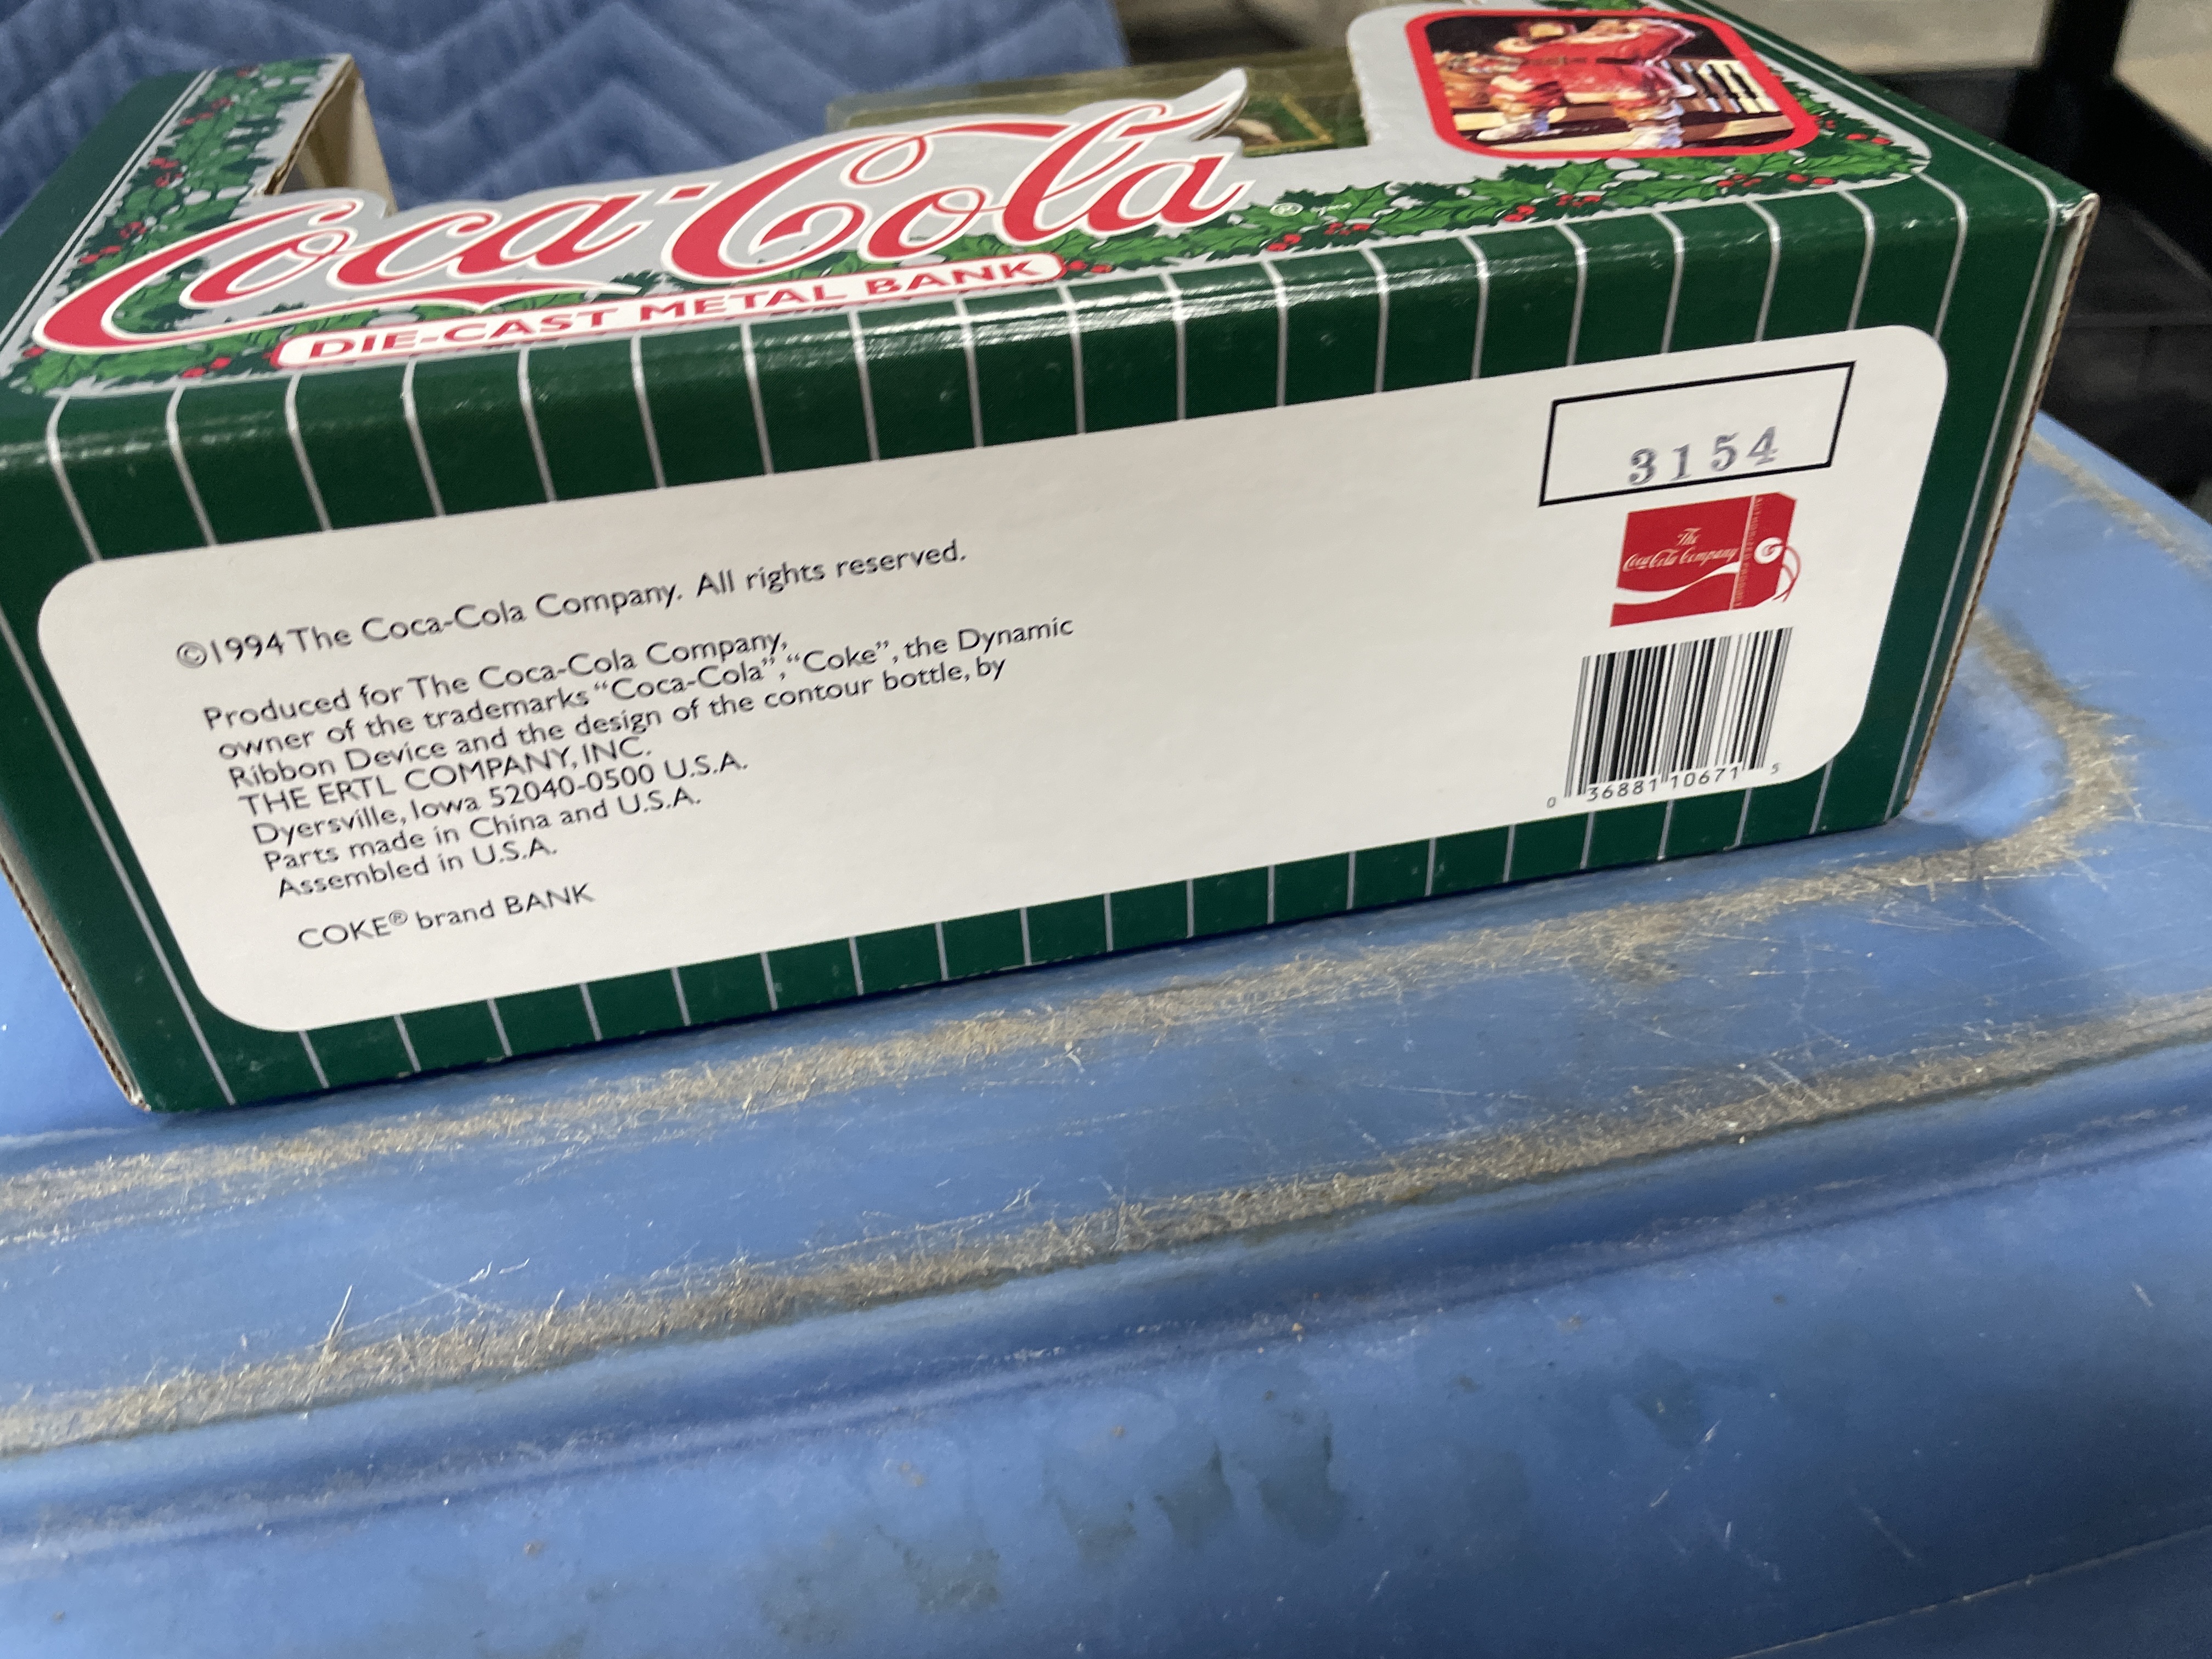 Coca-Cola ®
DIE-CAST METAL BANK
3154
©1994 The Coca-Cola Company. All rights reserved.
Produced for The Coca-Cola Company,
owner of the trademarks “Coca-Cola”, “Coke”, the Dynamic
Ribbon Device and the design of the contour bottle, by
THE ERTL COMPANY, INC.
Dyersville, Iowa 52040-0500 U.S.A.
Parts made in China and U.S.A.
Assembled in U.S.A.
COKE® brand BANK
The
Coca-Cola Company
0 36881 10671 5